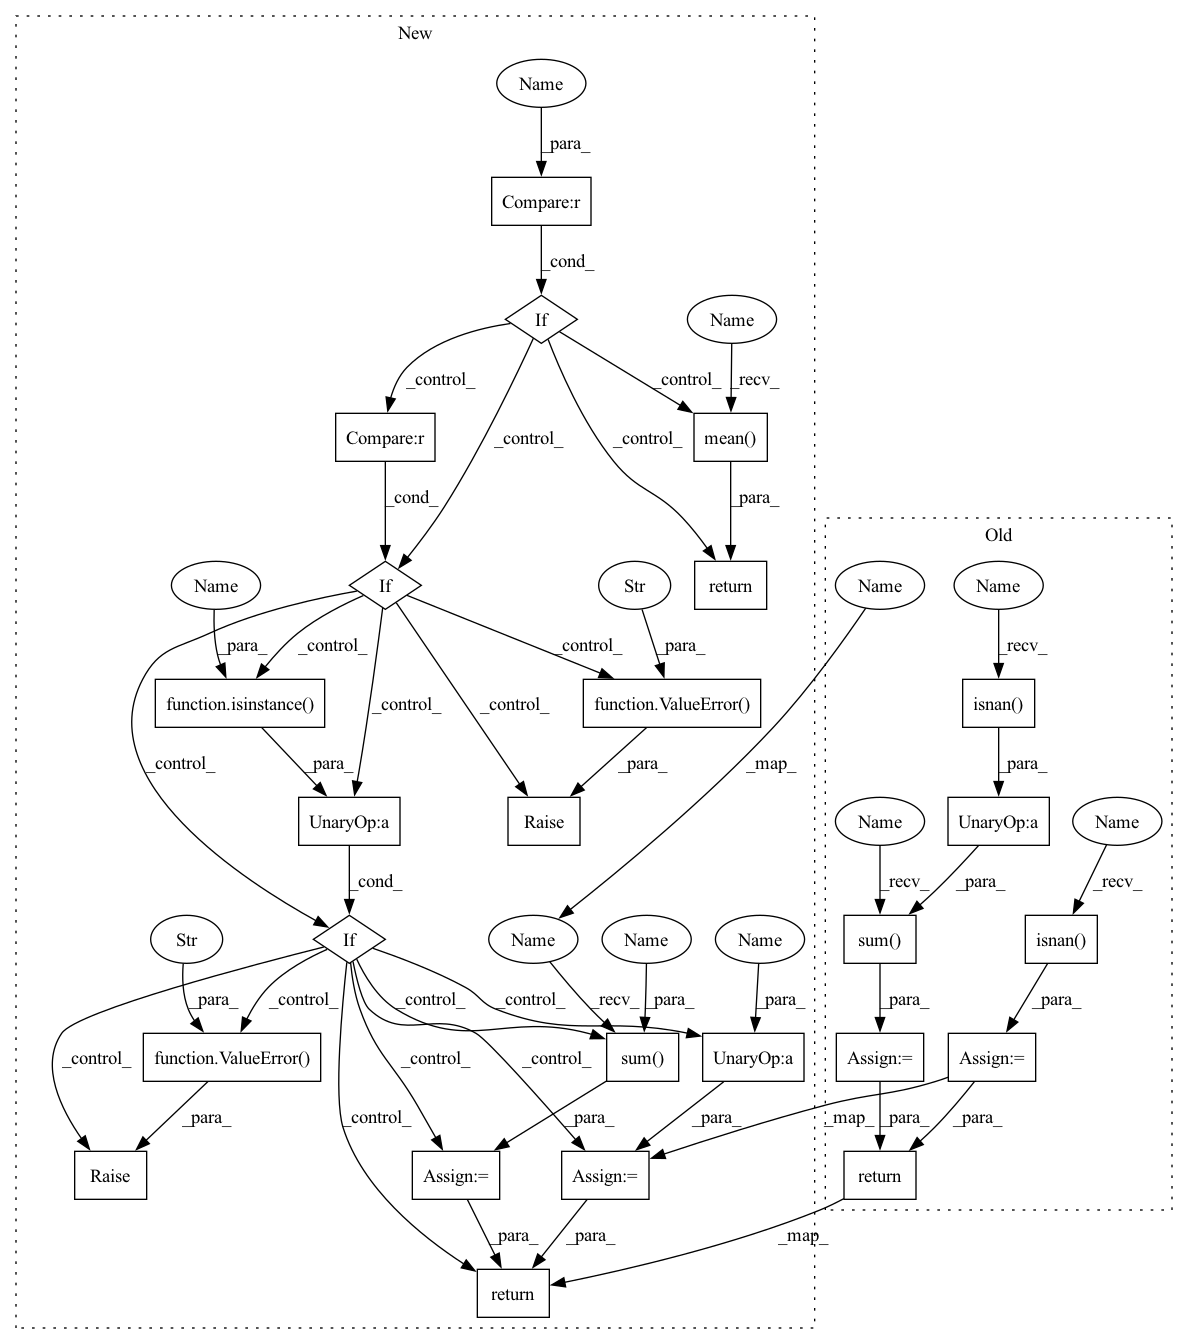 New
Name
_para_
Compare:r
_cond_
If
Name
_control_
_control_
_recv_
_control_
_control_
Compare:r
mean()
_cond_
_para_
Old
If
return
Name
Str
Name
Name
_para_
_control_
_control_
_para_
_recv_
function.isinstance()
_control_
_control_
function.ValueError()
isnan()
_control_
_para_
_para_
_map_
_para_
UnaryOp:a
Raise
Name
UnaryOp:a
Name
_cond_
_recv_
_para_
_recv_
Str
If
Name
Name
Name
sum()
isnan()
_para_
_control_
_control_
_control_
_recv_
_para_
_para_
_para_
_para_
_control_
function.ValueError()
_control_
_control_
sum()
UnaryOp:a
Assign:=
Assign:=
_para_
_control_
_para_
_para_
_map_
_para_
_para_
Raise
Assign:=
Assign:=
return
_para_
_para_
_map_
return